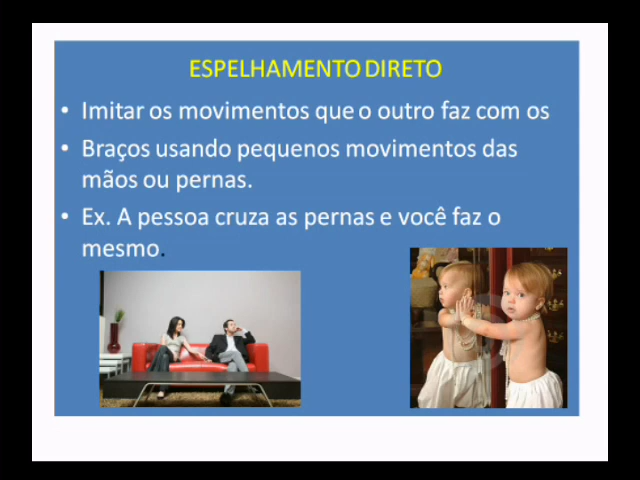 ESPELHAMENTO DIRETO
• Imitar os movimentos que o outro faz com os
• Braços usando pequenos movimentos das
mãos ou pernas.
• Ex. A pessoa cruza as pernas e você faz o
mesmo.